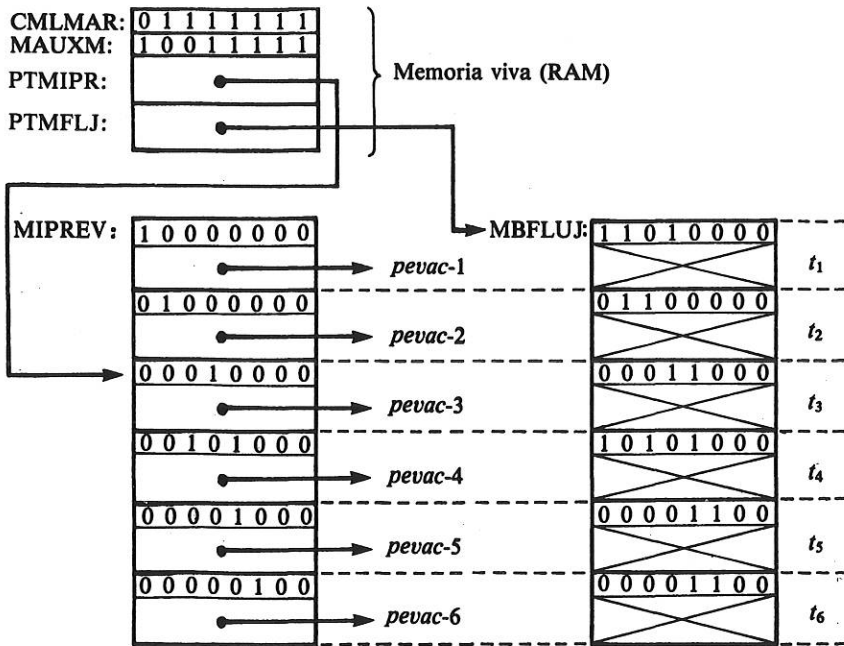 CMLMAR: 0 1 1 1 1 1 1 1
MAUXM: 1 0 0 1 1 1 1 1
PTMIPR:
Memoria viva (RAM)
PTMFLJ:
MIPREV: 1 0 0 0 0 0 0 0 MBFLUJ: 1 1 0 1 0 0 0 0
pevac-1 t1
0 1 0 0 0 0 0 0 0 1 1 0 0 0 0 0
pevac-2 t2
0 0 0 1 0 0 0 0 0 0 0 1 1 0 0 0
pevac-3 t3
0 0 1 0 1 0 0 0 1 0 1 0 1 0 0 0
pevac-4 t4
0 0 0 0 1 0 0 0 0 0 0 0 1 1 0 0
pevac-5 t5
0 0 0 0 0 1 0 0 0 0 0 0 1 1 0 0
pevac-6 t6